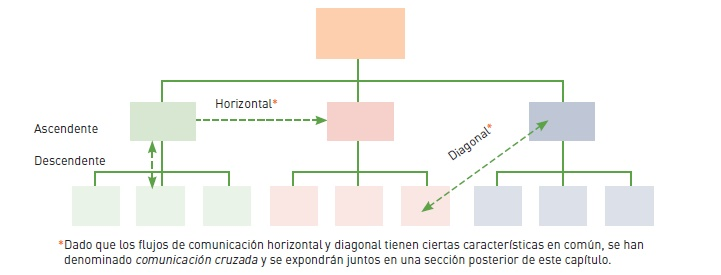 Horizontal*
Ascendente
Diagonal*
Descendente
*Dado que los flujos de comunicación horizontal y diagonal tienen ciertas características en común, se han
denominado comunicación cruzada y se expondrán juntos en una sección posterior de este capítulo.